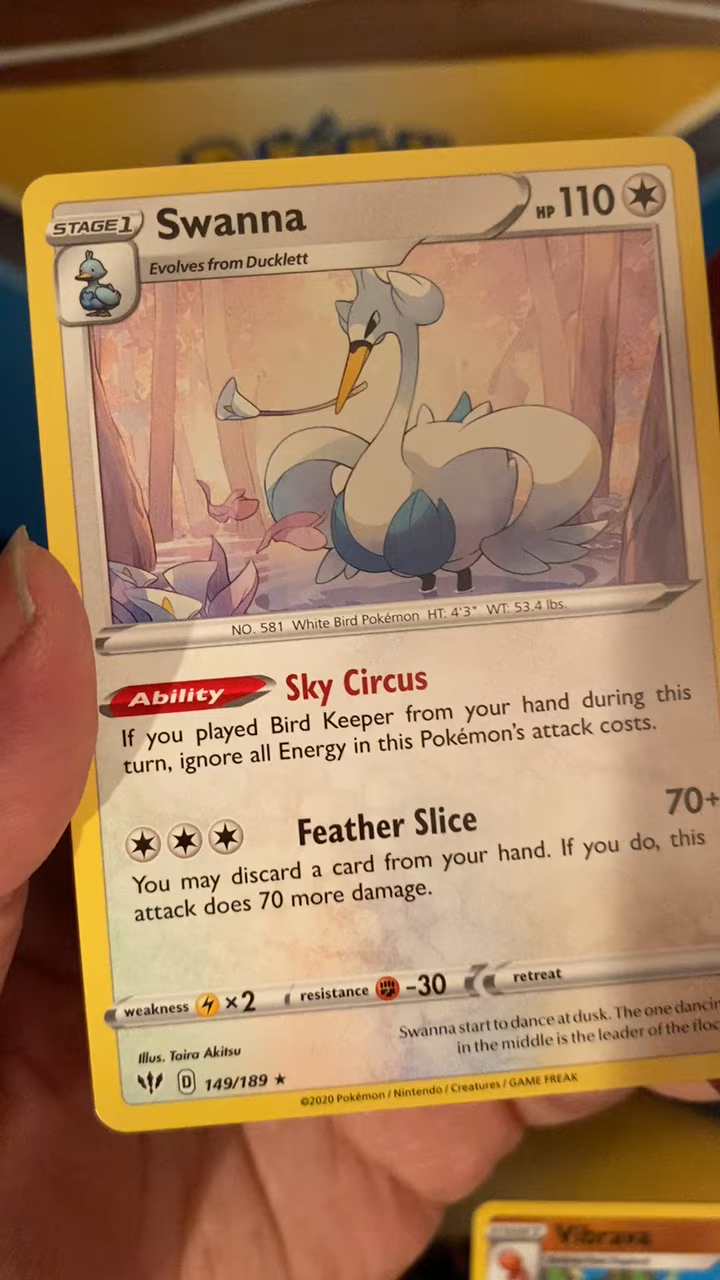 STAGE 1 Swanna HP 110
Evolves from Ducklett
NO. 581 White Bird Pokémon HT: 4'3" WT: 53.4 lbs.
Ability Sky Circus
If you played Bird Keeper from your hand during this
turn, ignore all Energy in this Pokémon's attack costs.
Feather Slice 70+
You may discard a card from your hand. If you do, this
attack does 70 more damage.
weakness ×2 resistance -30 retreat
Swanna start to dance at dusk. The one
in the middle is the leader of the
Illus. Taira Akitsu
D 149/189 ★
©2020 Pokémon / Nintendo / Creatures / GAME FREAK